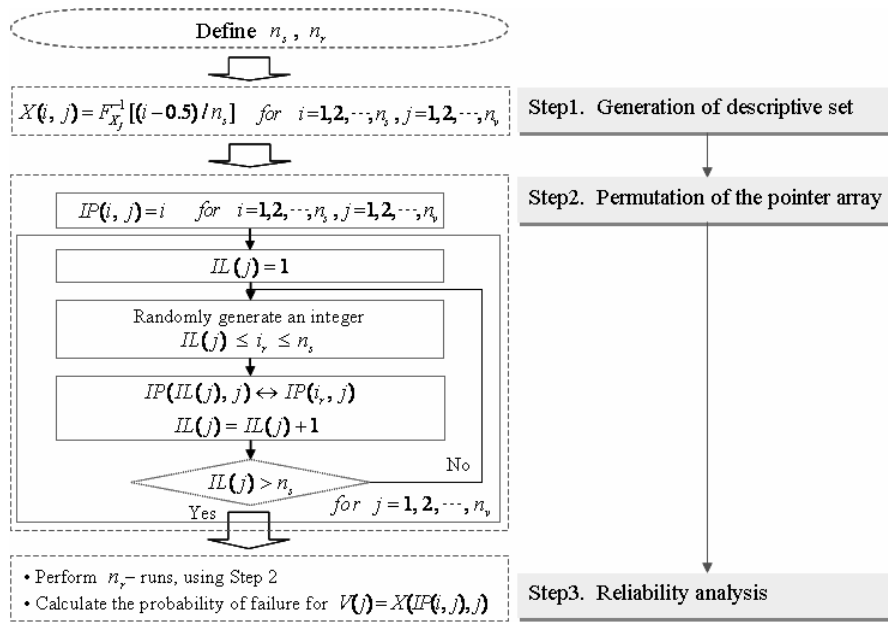 Define n_s , n_r
X(i, j) = F_{X_j}^{-1}[(i − 0.5) / n_s] for i = 1,2, ⋯, n_s , j = 1,2, ⋯, n_v
Step1. Generation of descriptive set
Step2. Permutation of the pointer array
IP(i, j) = i for i = 1,2, ⋯, n_s , j = 1,2, ⋯, n_v
IL(j) = 1
Randomly generate an integer
IL(j) ≤ i_r ≤ n_s
IP(IL(j), j) ↔ IP(i_r, j)
IL(j) = IL(j) + 1
No
IL(j) > n_s
for j = 1, 2, ⋯, n_v
Yes
• Perform n_r− runs, using Step 2
• Calculate the probability of failure for V(j) = X(IP(i, j), j)
Step3. Reliability analysis